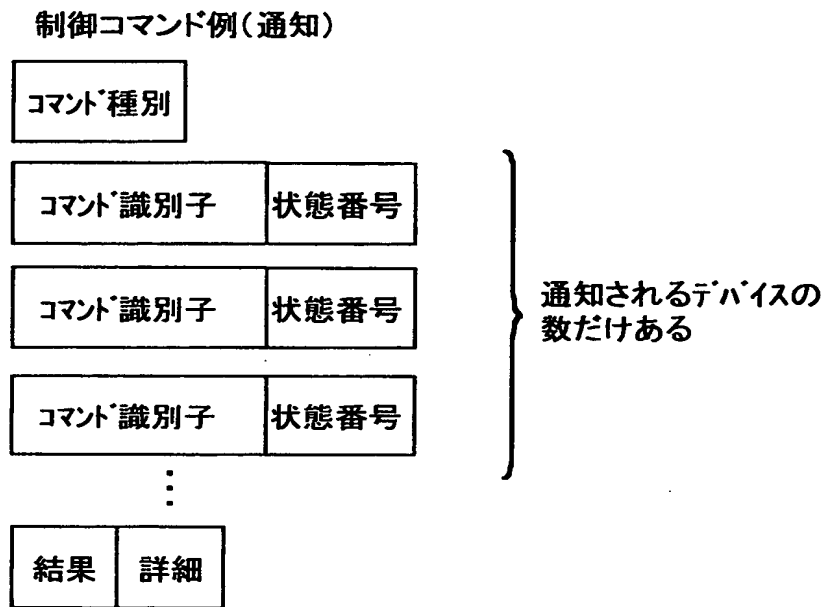 制御コマンド例(通知)
コマンド種別
コマンド識別子 状態番号
コマンド識別子 状態番号
通知されるデバイスの
数だけある
コマンド識別子 状態番号
⋮
結果 詳細